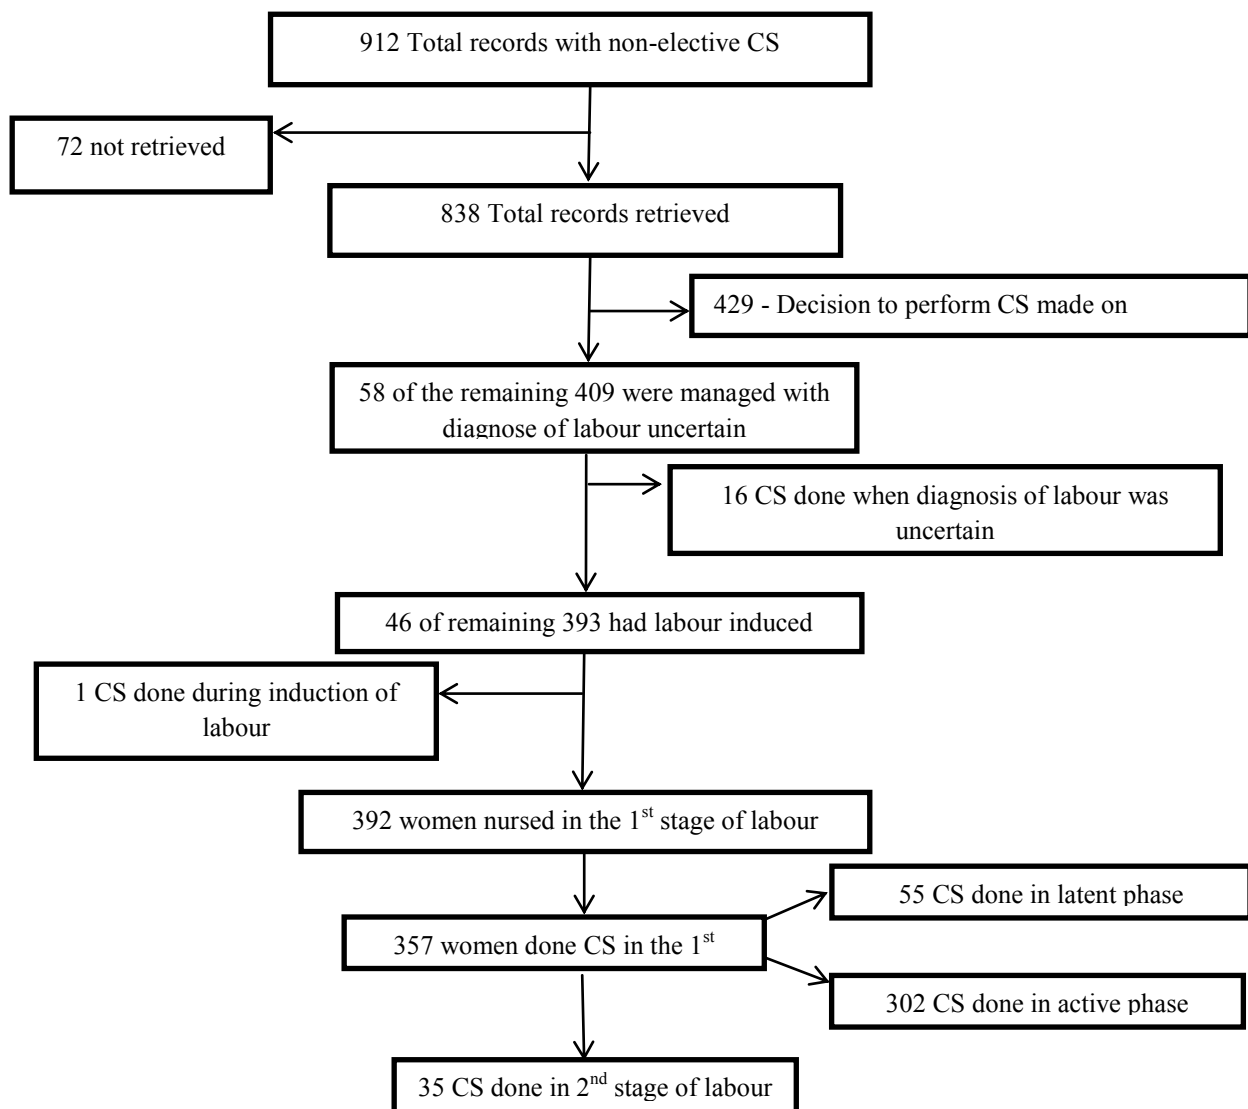 912 Total records with non-elective CS
72 not retrieved
838 Total records retrieved
429 - Decision to perform CS made on
58 of the remaining 409 were managed with
diagnose of labour uncertain
16 CS done when diagnosis of labour was
uncertain
46 of remaining 393 had labour induced
1 CS done during induction of
labour
392 women nursed in the 1st stage of labour
55 CS done in latent phase
357 women done CS in the 1st
302 CS done in active phase
35 CS done in 2nd stage of labour